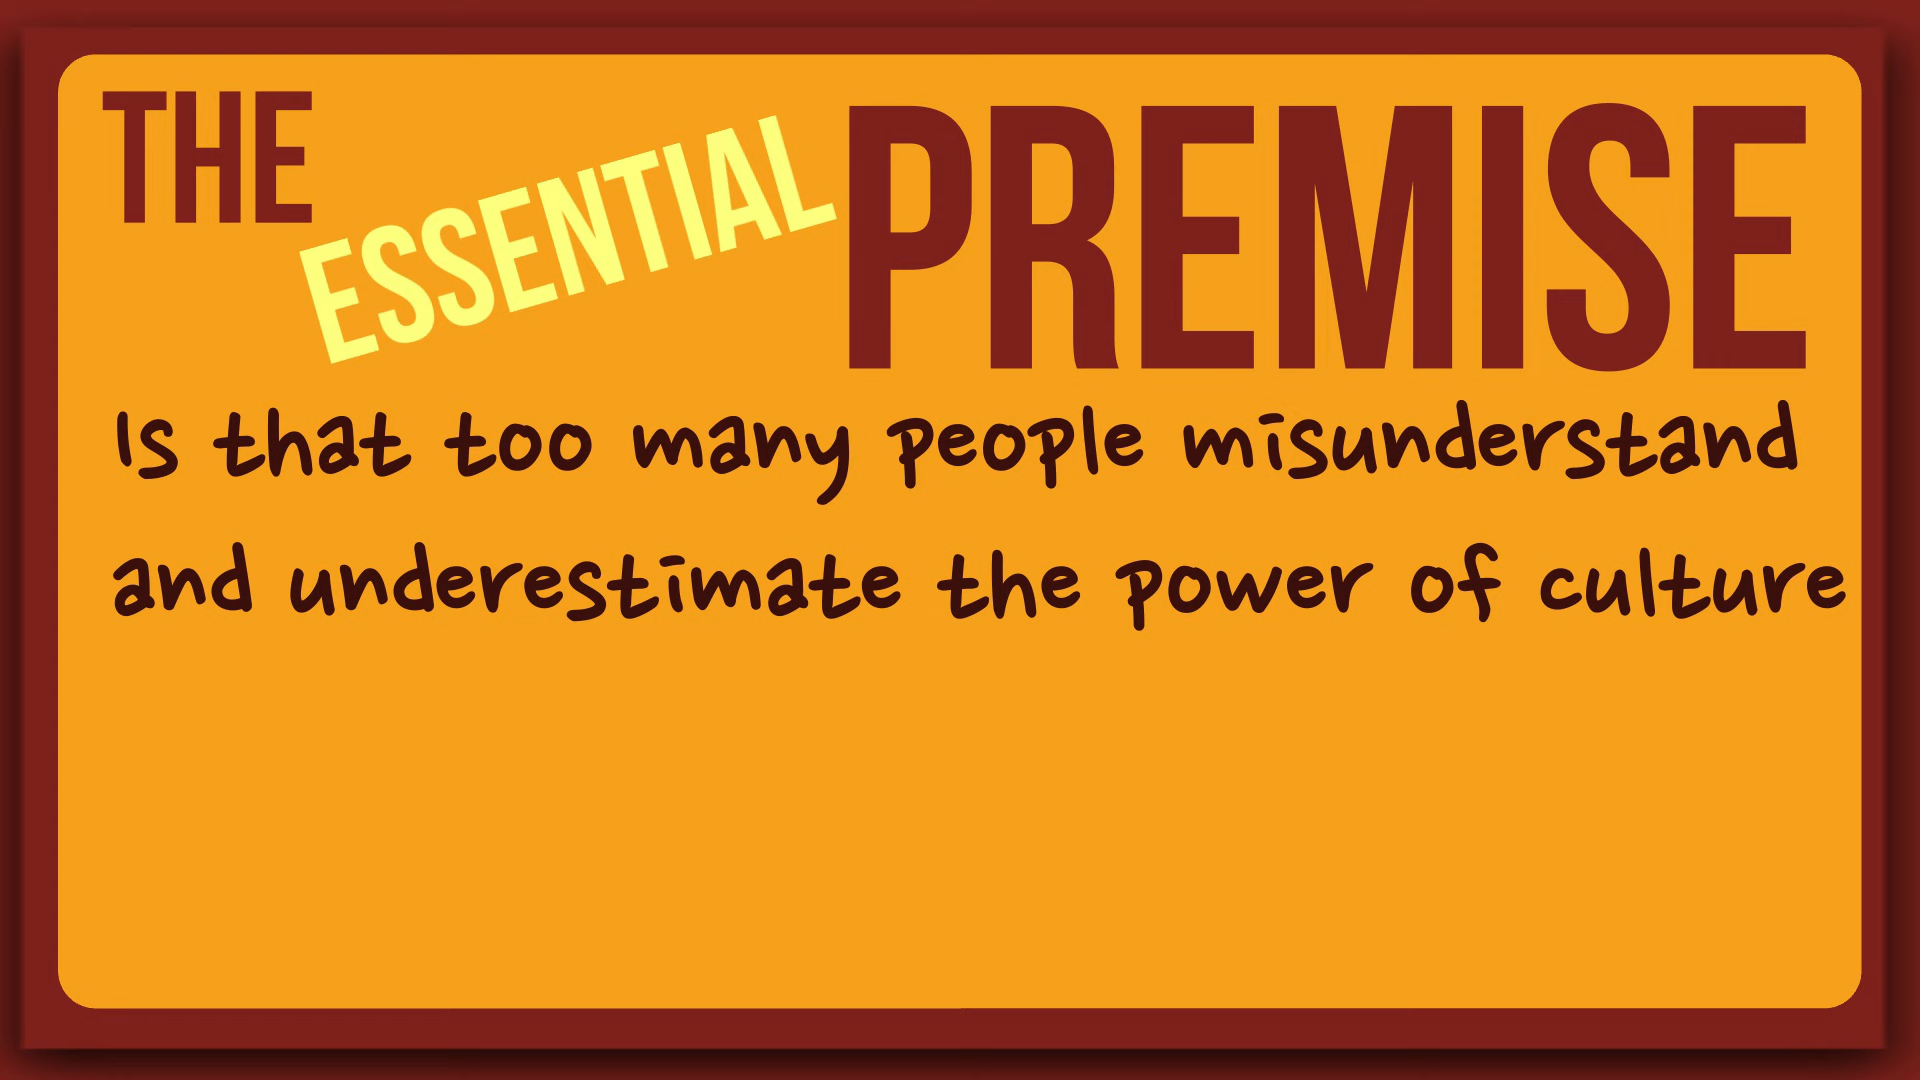 THE ESSENTIAL PREMISE
Is that too many people misunderstand
and underestimate the power of culture